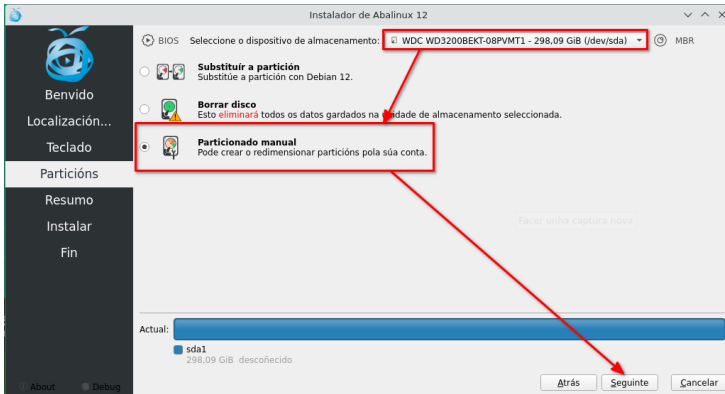 Instalador de Abalinux 12
BIOS Seleccione o dispositivo de almacenamento: WDC WD3200BEKT-08PVMT1 - 298,09 GiB (/dev/sda) MBR
Substituír a partición
Substitúe a partición con Debian 12.
Borrar disco
Esto eliminará todos os datos gardados na unidade de almacenamento seleccionada.
Particionado manual
Pode crear o redimensionar particións pola súa conta.
Benvido
Localización...
Teclado
Particións
Resumo
Instalar
Fin
Facer unha captura nova
Actual:
sda1
298,09 GiB descoñecido
About Debug
Atrás Seguinte Cancelar